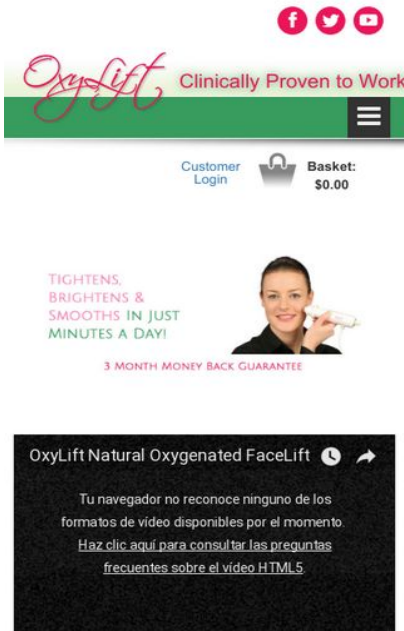 OxyLift
Clinically Proven to Work
Customer
Login
Basket:
$0.00
Tightens,
Brightens &
Smooths in just
Minutes a Day!
3 Month Money Back Guarantee
OxyLift Natural Oxygenated FaceLift
Tu navegador no reconoce ninguno de los
formatos de vídeo disponibles por el momento.
Haz clic aquí para consultar las preguntas
frecuentes sobre el vídeo HTML5.